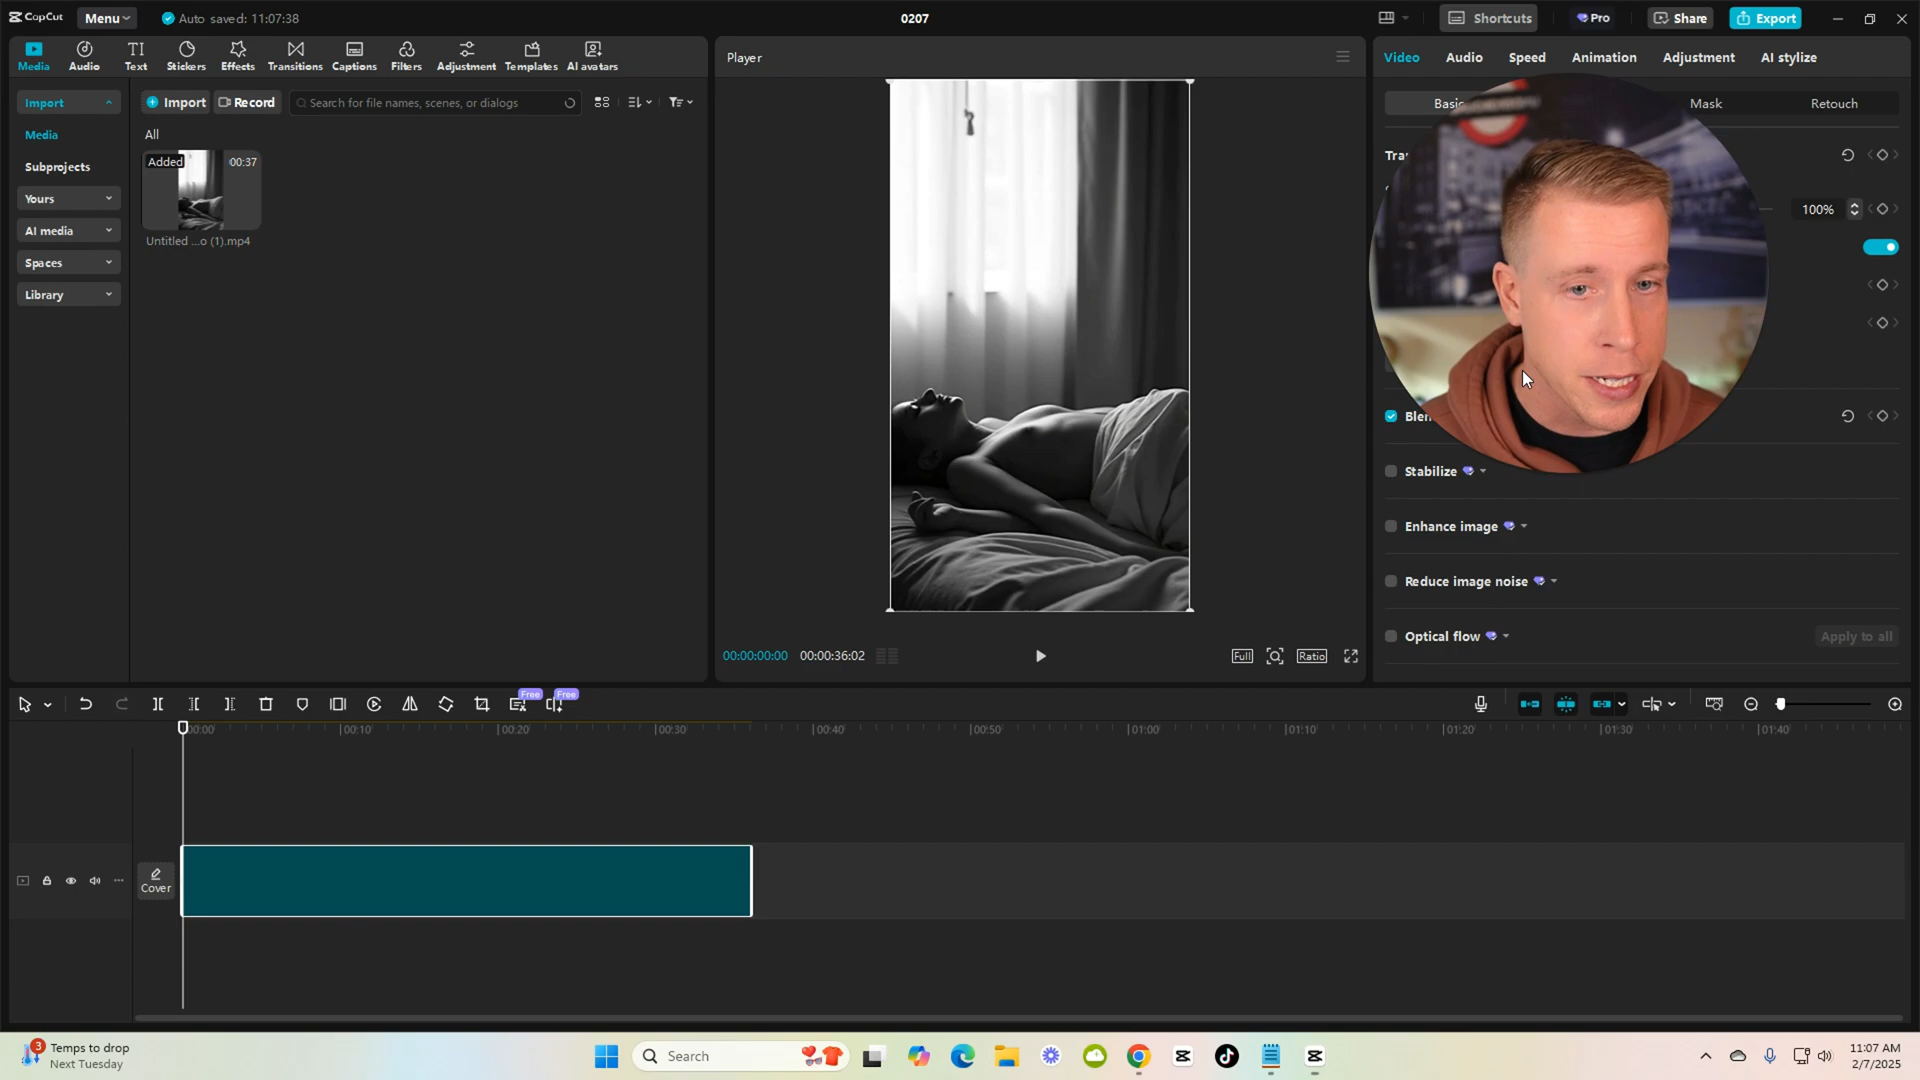 CapCut
Menu
Auto saved: 11:07:38
0207
Shortcuts
Pro
Share
Export
Media
Audio
Text
Stickers
Effects
Transitions
Captions
Filters
Adjustment
Templates
AI avatars
Import
Media
Subprojects
Yours
AI media
Spaces
Library
Import
Record
Search for file names, scenes, or dialogs
All
Added
00:37
Untitled ...o (1).mp4
Player
00:00:00:00
00:00:36:02
Full
Ratio
Video
Audio
Speed
Animation
Adjustment
AI stylize
Mask
Retouch
100%
Stabilize
Enhance image
Reduce image noise
Optical flow
Apply to all
Free
Free
00:00
00:10
00:20
00:30
00:40
00:50
01:00
01:10
01:20
01:30
01:40
Cover
3
Temps to drop
Next Tuesday
Search
11:07 AM
2/7/2025